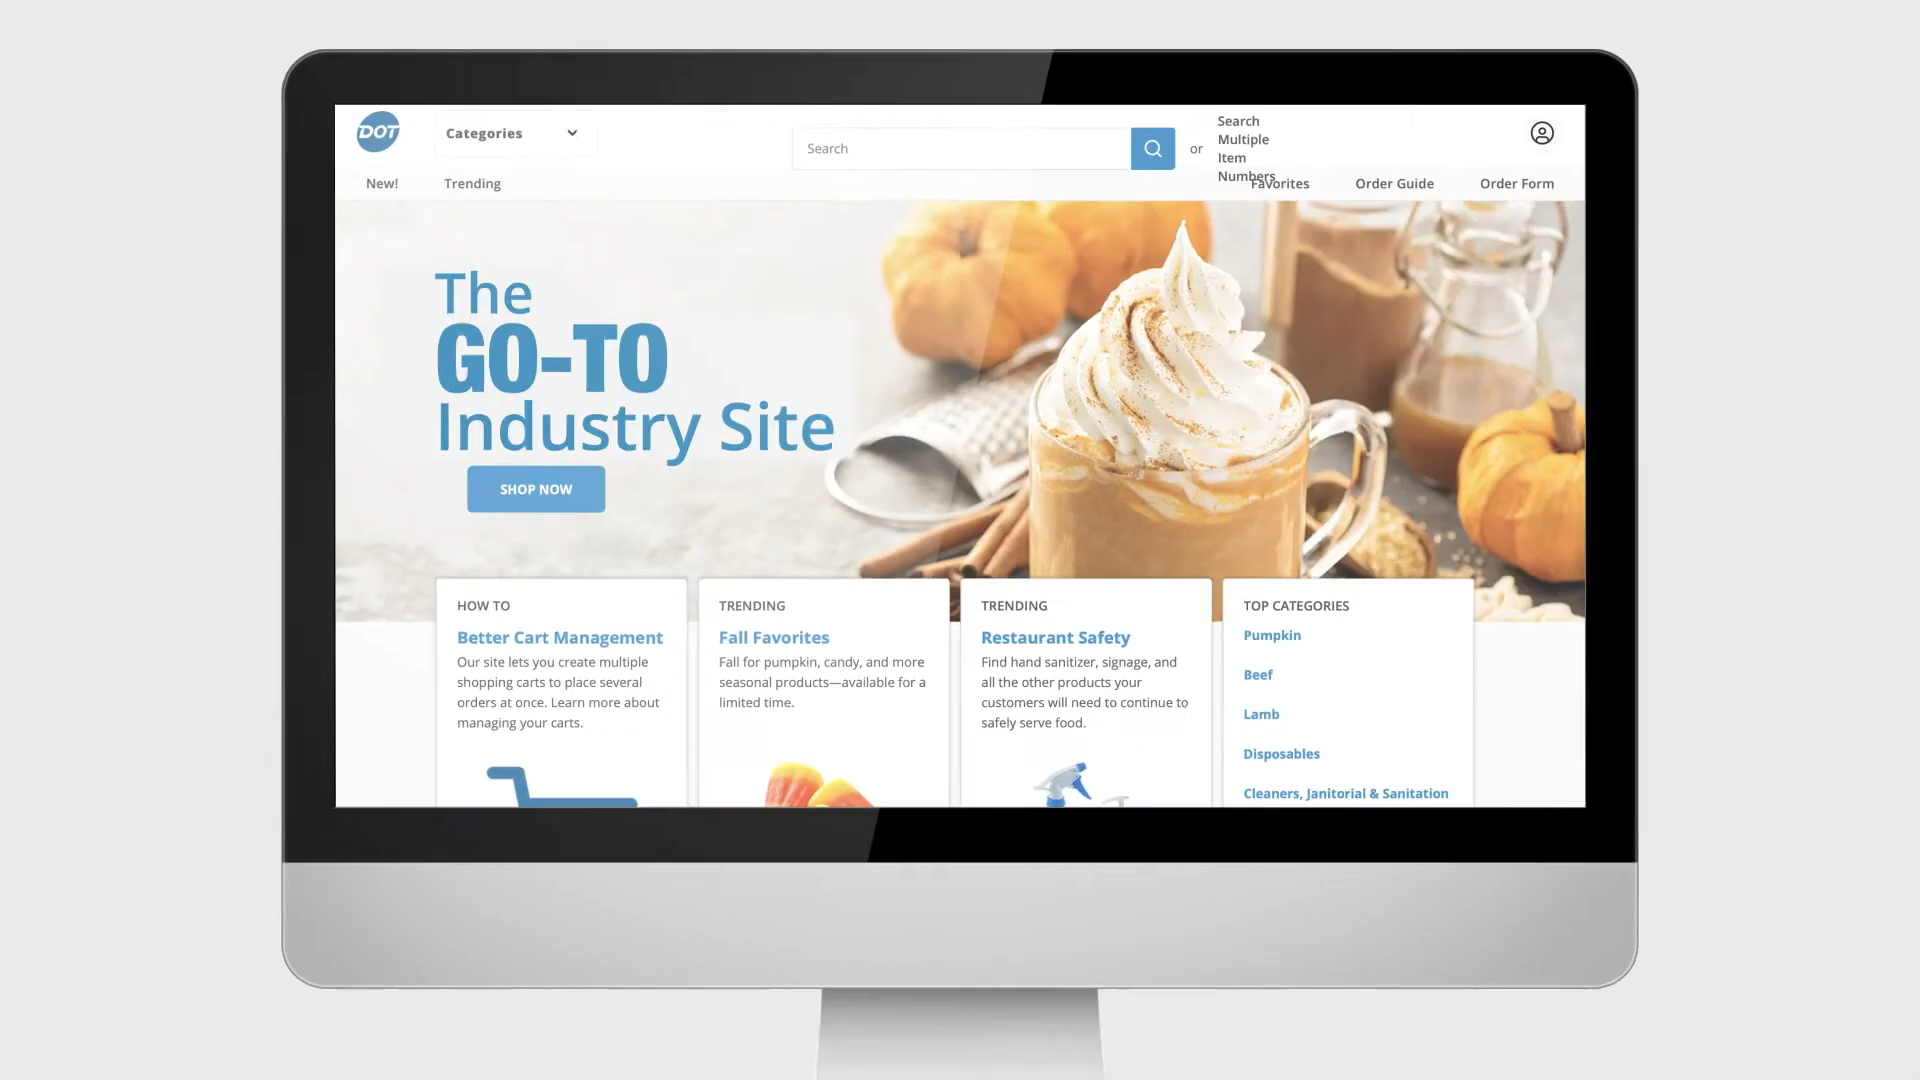 DOT
Categories
Search
or
Search
Multiple
Item
Numbers
New!
Trending
Favorites
Order Guide
Order Form
The
GO-TO
Industry Site
SHOP NOW
HOW TO
Better Cart Management
Our site lets you create multiple
shopping carts to place several
orders at once. Learn more about
managing your carts.
TRENDING
Fall Favorites
Fall for pumpkin, candy, and more
seasonal products—available for a
limited time.
TRENDING
Restaurant Safety
Find hand sanitizer, signage, and
all the other products your
customers will need to continue to
safely serve food.
TOP CATEGORIES
Pumpkin
Beef
Lamb
Disposables
Cleaners, Janitorial & Sanitation